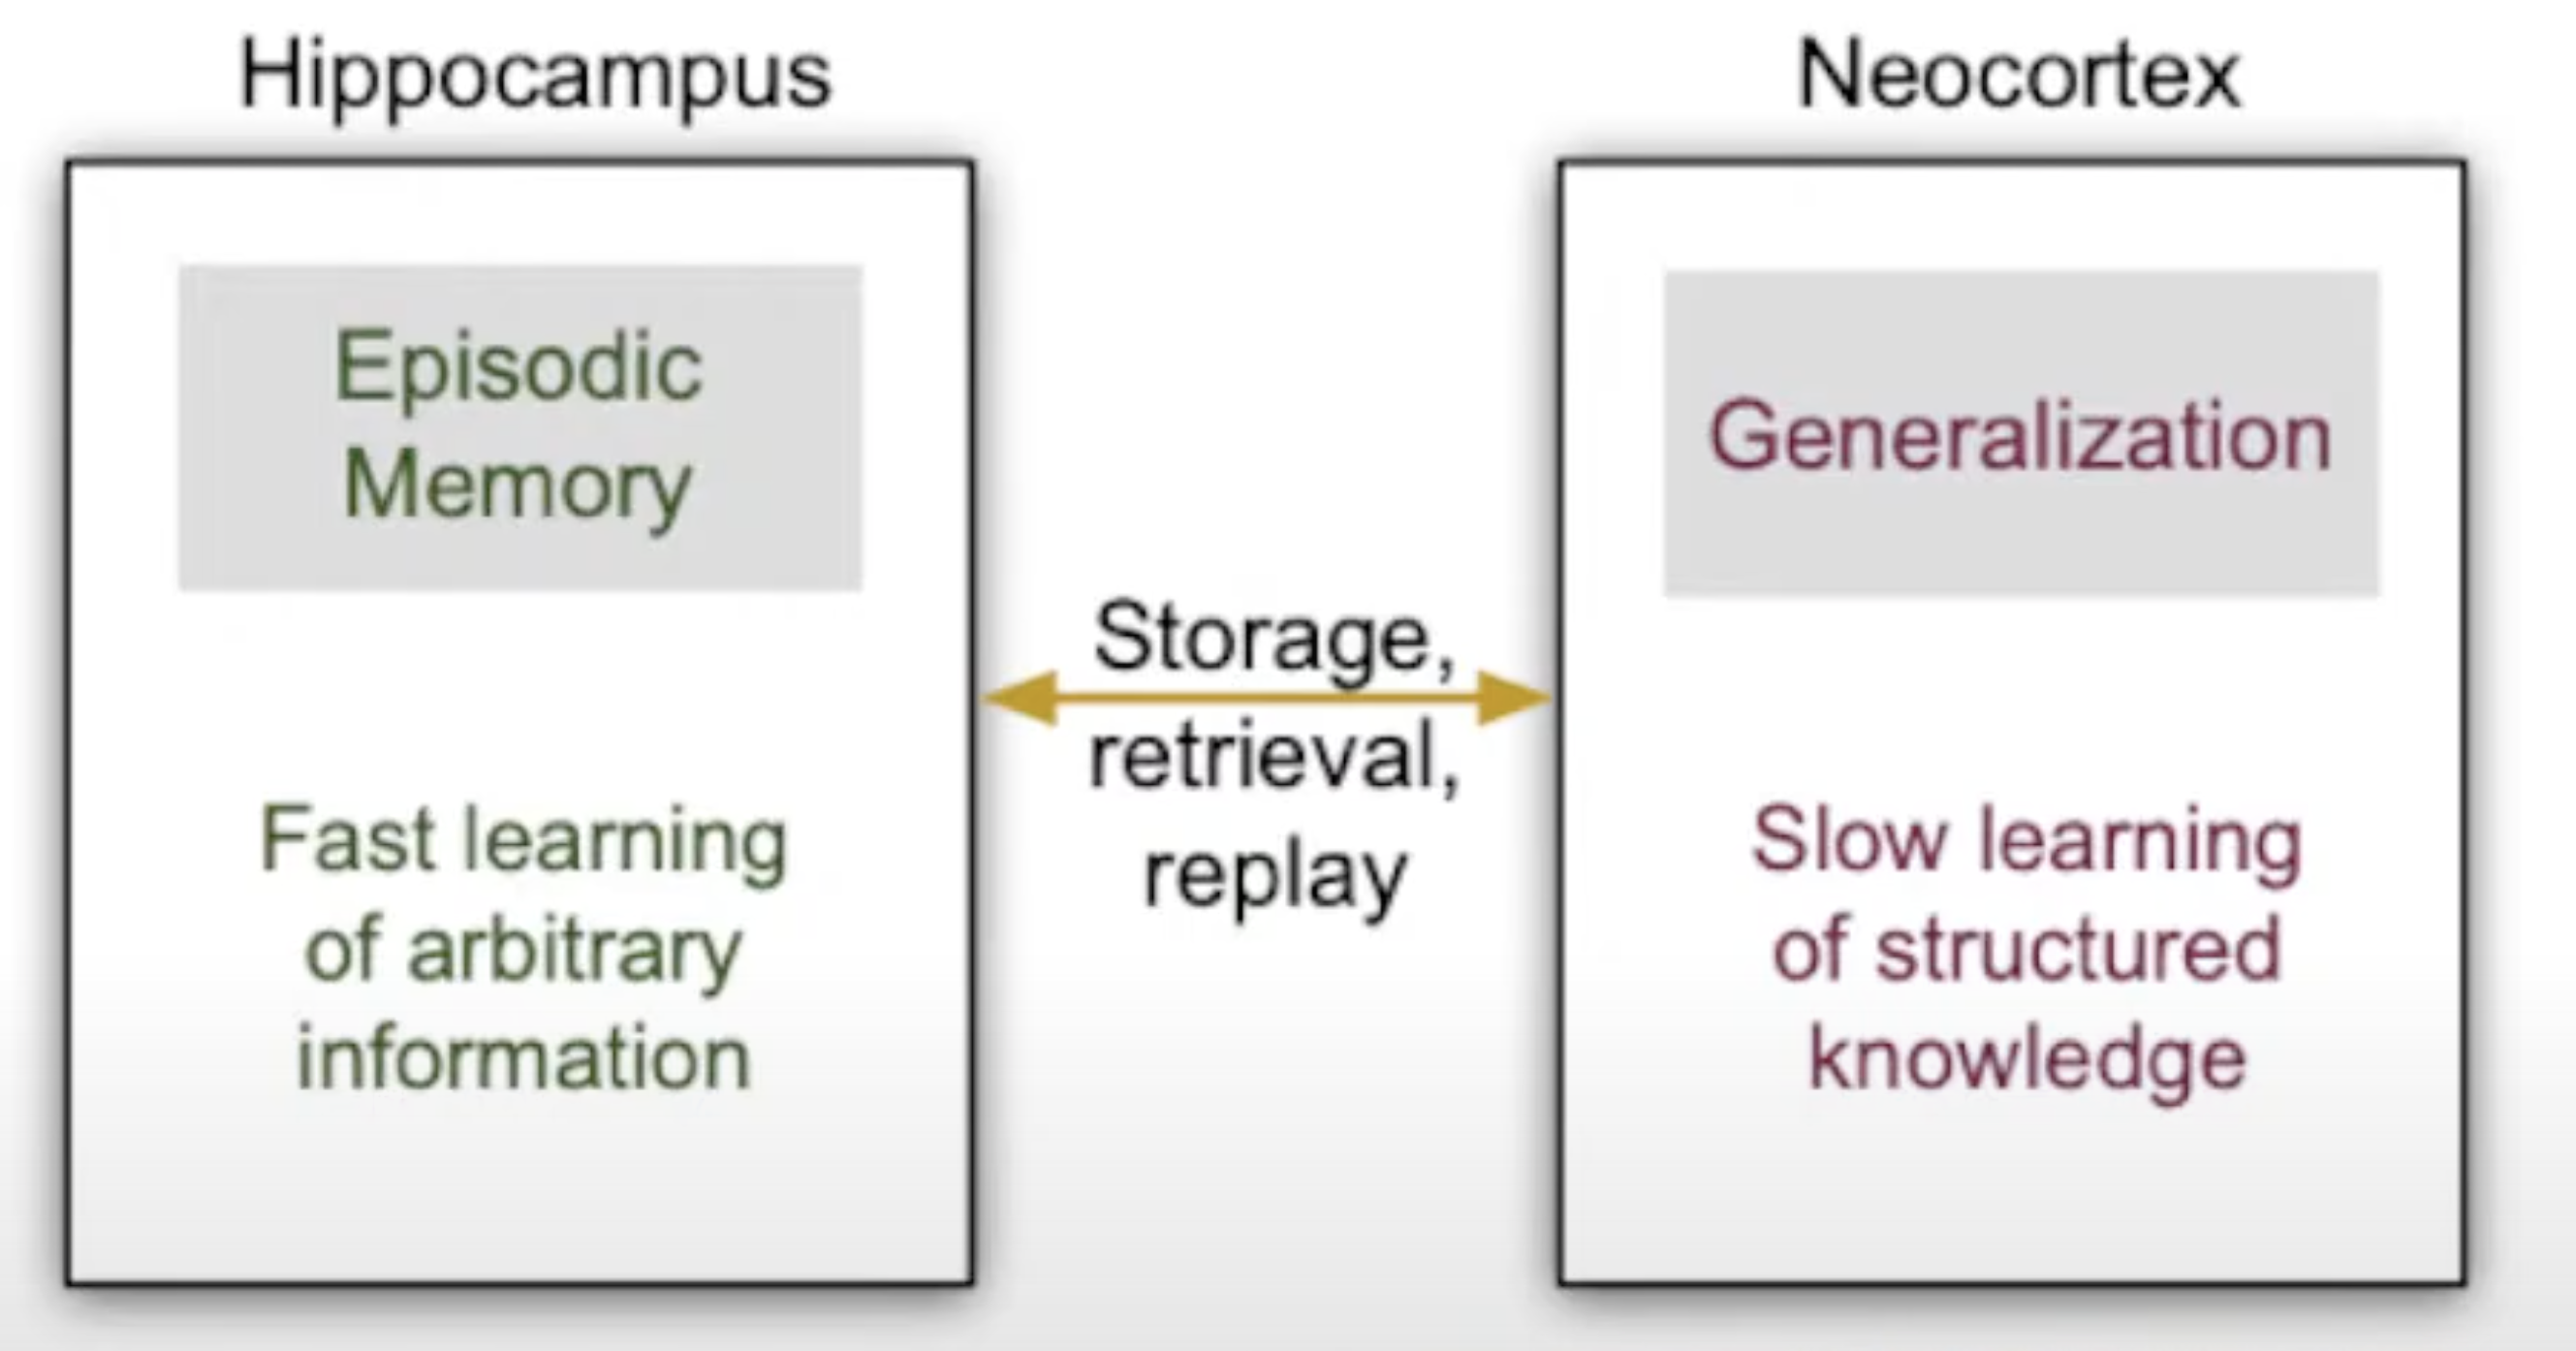 Hippocampus
Episodic
Memory
Fast learning
of arbitrary
information
Storage,
retrieval,
replay
Neocortex
Generalization
Slow learning
of structured
knowledge